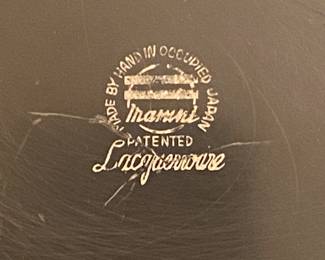 MADE BY HAND IN OCCUPIED JAPAN
Maruni
PATENTED
Lacquerware